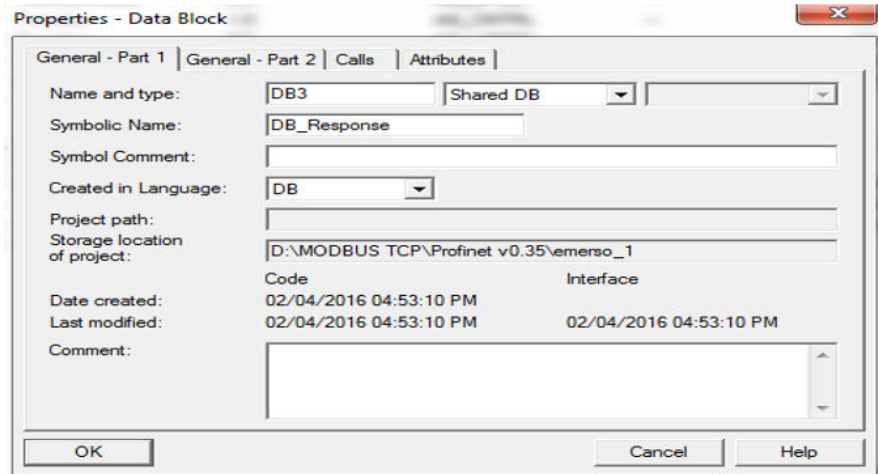 Properties - Data Block
General - Part 1 General - Part 2 Calls Attributes
Name and type: DB3 Shared DB
Symbolic Name: DB_Response
Symbol Comment:
Created in Language: DB
Project path:
Storage location
of project: D:\MODBUS TCP\Profinet v0.35\emerso_1
Code Interface
Date created: 02/04/2016 04:53:10 PM
Last modified: 02/04/2016 04:53:10 PM 02/04/2016 04:53:10 PM
Comment:
OK Cancel Help